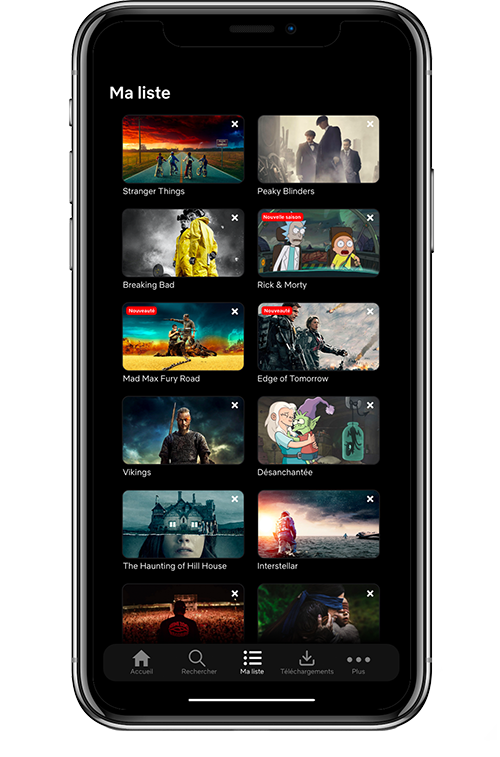 Ma liste
Stranger Things
Peaky Blinders
Breaking Bad
Nouvelle saison
Rick & Morty
Nouveauté
Mad Max Fury Road
Nouveauté
Edge of Tomorrow
Vikings
Désanchantée
The Haunting of Hill House
Interstellar
Accueil
Rechercher
Ma liste
Téléchargements
Plus